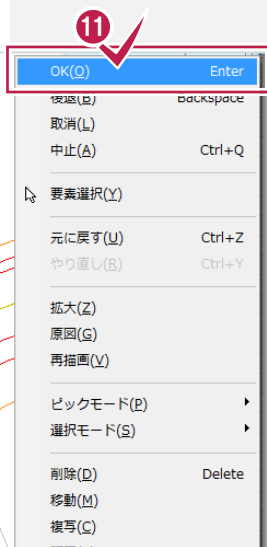 11
OK(O) Enter
後退(B) Backspace
取消(L)
中止(A) Ctrl+Q
要素選択(Y)
元に戻す(U) Ctrl+Z
やり直し(R) Ctrl+Y
拡大(Z)
原図(G)
再描画(V)
ピックモード(P)
選択モード(S)
削除(D) Delete
移動(M)
複写(C)